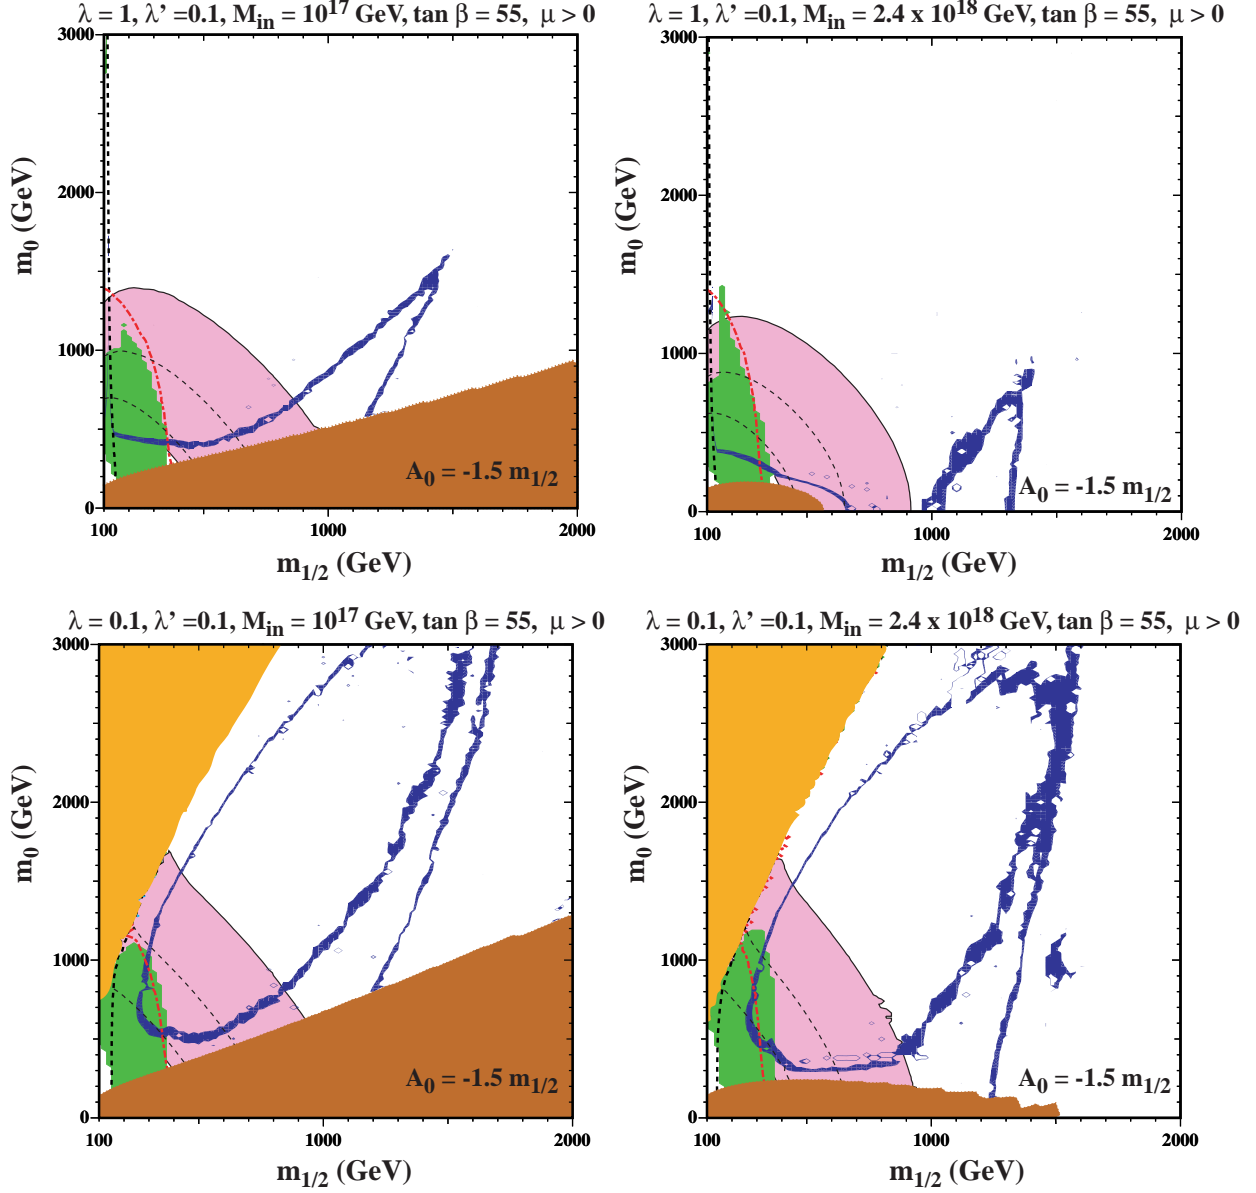 λ = 1, λ' =0.1, M_in = 10^17 GeV, tan β = 55, μ > 0
3000
2000
1000
0
m_0 (GeV)
A_0 = -1.5 m_1/2
100
1000
2000
m_1/2 (GeV)
λ = 1, λ' =0.1, M_in = 2.4 x 10^18 GeV, tan β = 55, μ > 0
3000
2000
1000
0
m_0 (GeV)
A_0 = -1.5 m_1/2
100
1000
2000
m_1/2 (GeV)
λ = 0.1, λ' =0.1, M_in = 10^17 GeV, tan β = 55, μ > 0
3000
2000
1000
0
m_0 (GeV)
A_0 = -1.5 m_1/2
100
1000
2000
m_1/2 (GeV)
λ = 0.1, λ' =0.1, M_in = 2.4 x 10^18 GeV, tan β = 55, μ > 0
3000
2000
1000
0
m_0 (GeV)
A_0 = -1.5 m_1/2
100
1000
2000
m_1/2 (GeV)